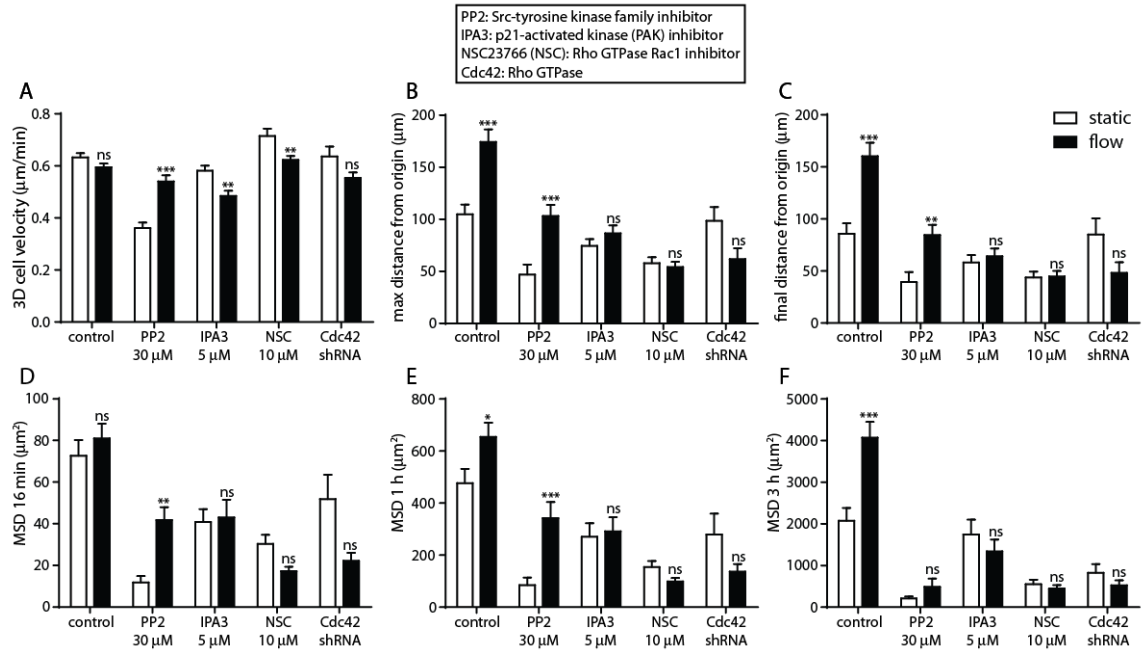 PP2: Src-tyrosine kinase family inhibitor
IPA3: p21-activated kinase (PAK) inhibitor
NSC23766 (NSC): Rho GTPase Rac1 inhibitor
Cdc42: Rho GTPase
A
3D cell velocity (μm/min)
0.8
0.6
0.4
0.2
0.0
ns
***
**
**
ns
control
PP2
30 μM
IPA3
5 μM
NSC
10 μM
Cdc42
shRNA
B
max distance from origin (μm)
200
150
100
50
0
***
***
ns
ns
ns
control
PP2
30 μM
IPA3
5 μM
NSC
10 μM
Cdc42
shRNA
C
final distance from origin (μm)
200
150
100
50
0
***
**
ns
ns
ns
control
PP2
30 μM
IPA3
5 μM
NSC
10 μM
Cdc42
shRNA
static
flow
D
MSD 16 min (μm²)
100
80
60
40
20
0
ns
**
ns
ns
ns
control
PP2
30 μM
IPA3
5 μM
NSC
10 μM
Cdc42
shRNA
E
MSD 1 h (μm²)
800
600
400
200
0
*
***
ns
ns
ns
control
PP2
30 μM
IPA3
5 μM
NSC
10 μM
Cdc42
shRNA
F
MSD 3 h (μm²)
5000
4000
3000
2000
1000
0
***
ns
ns
ns
ns
control
PP2
30 μM
IPA3
5 μM
NSC
10 μM
Cdc42
shRNA